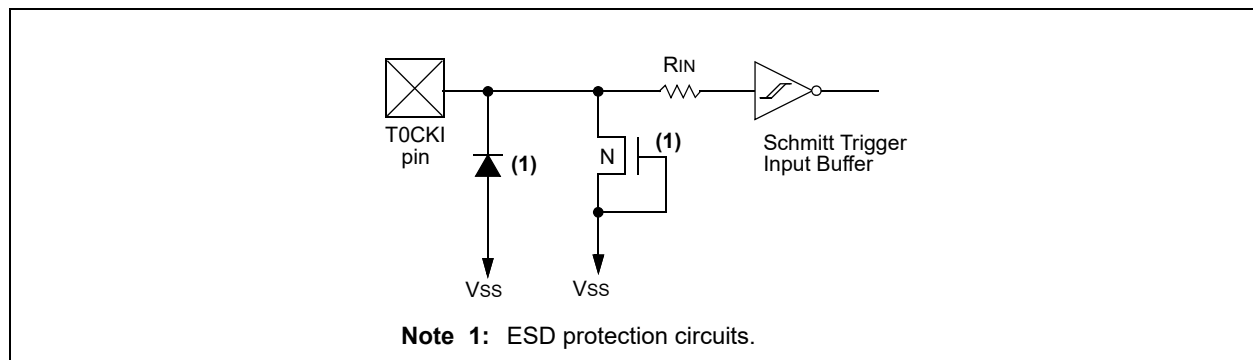 RIN
T0CKI
pin
(1)
N
(1)
Schmitt Trigger
Input Buffer
VSS
VSS
Note 1: ESD protection circuits.